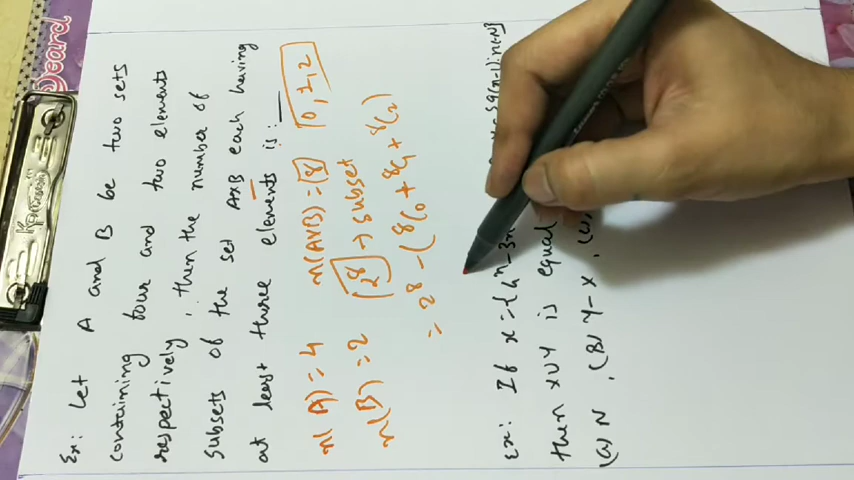 Ex: Let A and B be two sets
containing four and two elements
respectively, then the number of
subsets of the set A×B each having
at least three elements is:
n(A) = 4 n(A×B) = 8 0, 1, 2
n(B) = 2 2^8 → subset
= 2^8 - (8C0 + 8C1 + 8C2)
Ex: If X = {4^n - 3n (n-1): n∈N}
then X∪Y is equal
(a) N, (B) Y-X,
board